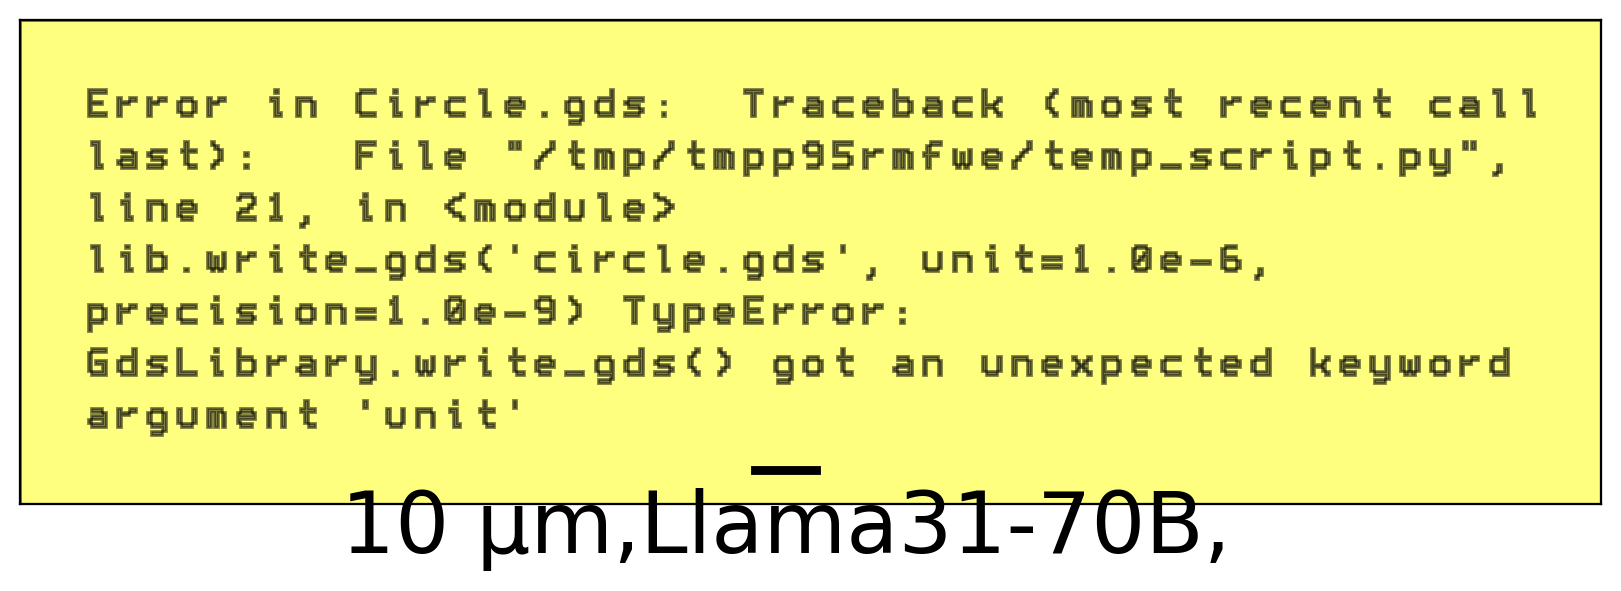 Error in Circle.gds:  Traceback (most recent call
last):   File "/tmp/tmpp95rmfwe/temp_script.py",
line 21, in <module>
lib.write_gds('circle.gds', unit=1.0e-6,
precision=1.0e-9) TypeError:
GdsLibrary.write_gds() got an unexpected keyword
argument 'unit'
10 μm,Llama31-70B,